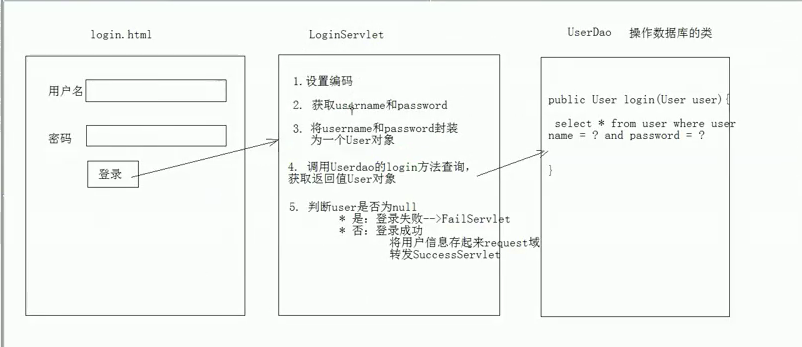 login.html
用户名
密码
登录
LoginServlet
1.设置编码
2. 获取username和password
3. 将username和password封装
为一个User对象
4. 调用Userdao的login方法查询,
获取返回值User对象
5. 判断user是否为null
* 是: 登录失败-->FailServlet
* 否: 登录成功
将用户信息存起来request域
转发SuccessServlet
UserDao 操作数据库的类
public User login(User user){
select * from user where user
name = ? and password = ?
}